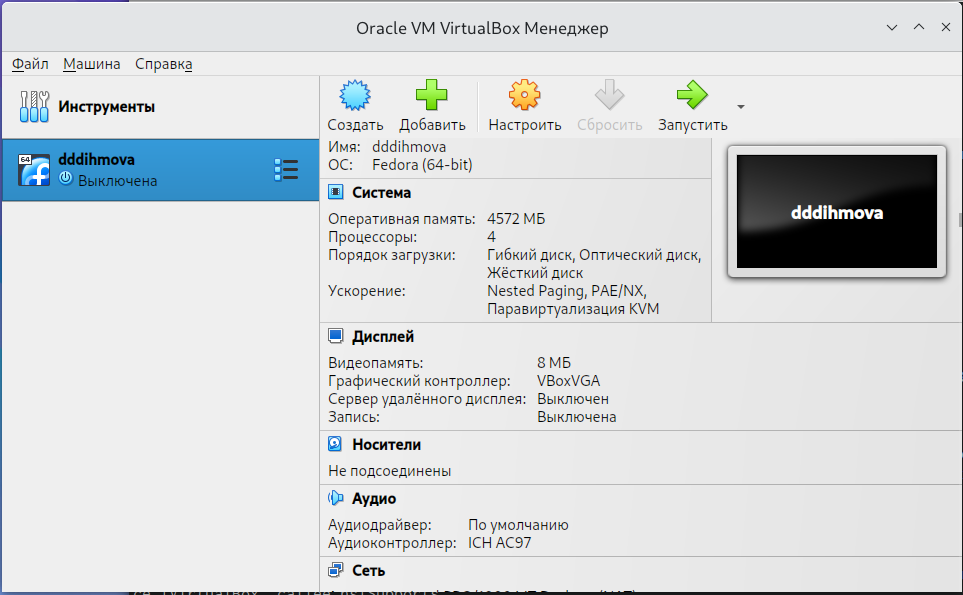 Oracle VM VirtualBox Менеджер
Файл Машина Справка
Инструменты
Создать Добавить Настроить Сбросить Запустить
64
dddihmova
Выключена
Имя: dddihmova
ОС: Fedora (64-bit)
Система
Оперативная память: 4572 МБ
Процессоры: 4
Порядок загрузки: Гибкий диск, Оптический диск,
Жёсткий диск
Ускорение: Nested Paging, PAE/NX,
Паравиртуализация KVM
dddihmova
Дисплей
Видеопамять: 8 МБ
Графический контроллер: VBoxVGA
Сервер удалённого дисплея: Выключен
Запись: Выключена
Носители
Не подсоединены
Аудио
Аудиодрайвер: По умолчанию
Аудиоконтроллер: ICH AC97
Сеть